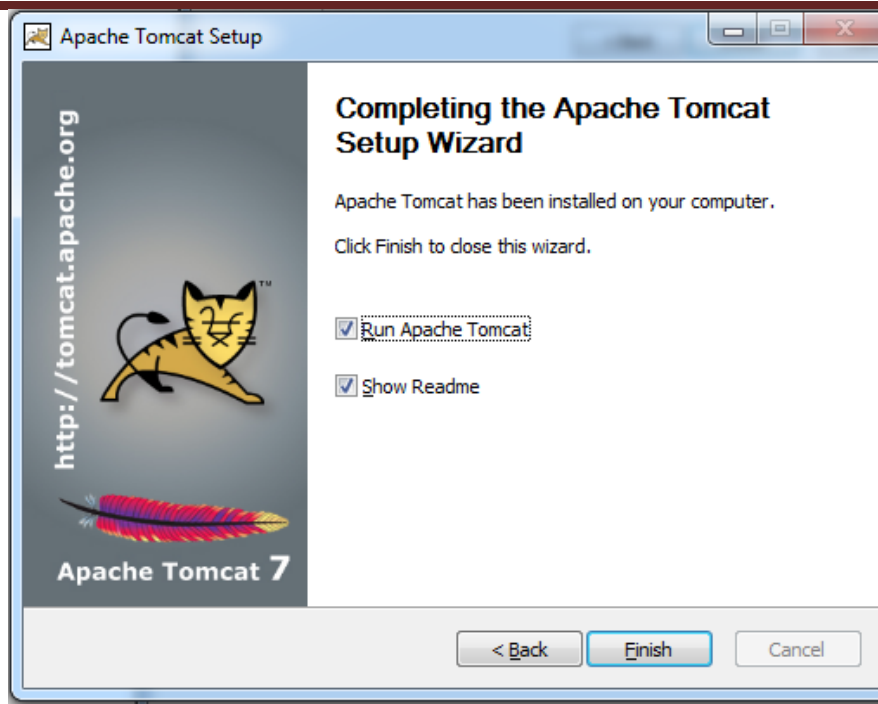 Apache Tomcat Setup
http://tomcat.apache.org
TM
Apache Tomcat 7
Completing the Apache Tomcat
Setup Wizard
Apache Tomcat has been installed on your computer.
Click Finish to close this wizard.
Run Apache Tomcat
Show Readme
< Back
Finish
Cancel